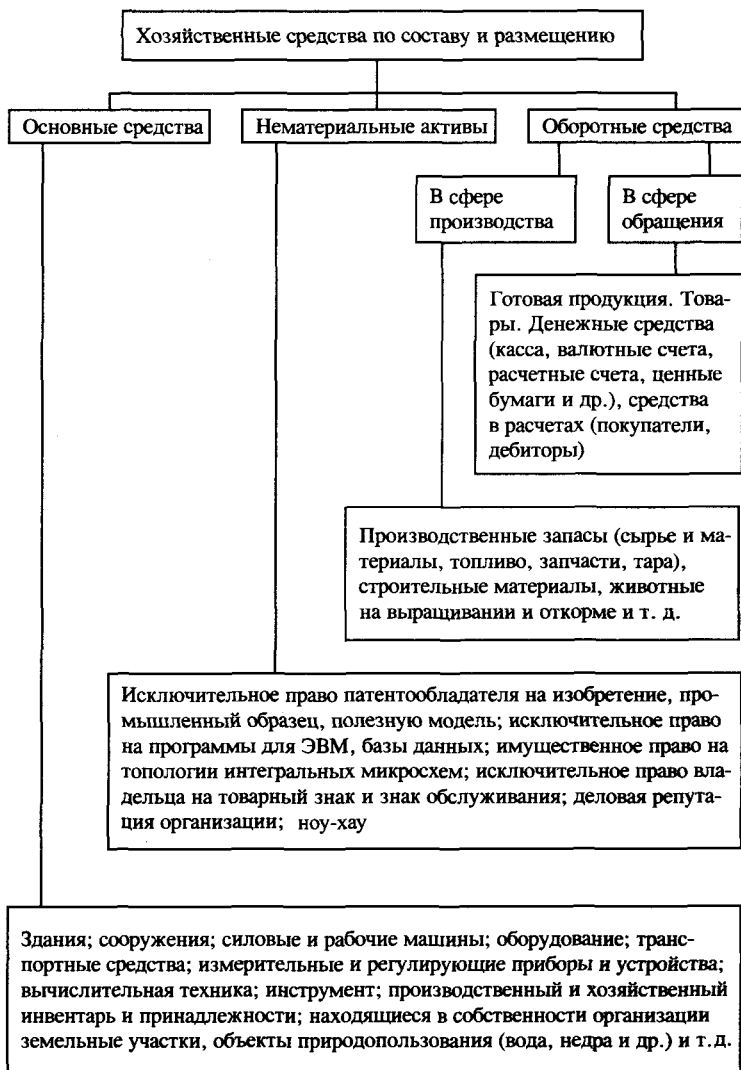 Хозяйственные средства по составу и размещению
Основные средства
Нематериальные активы
Оборотные средства
В сфере
производства
В сфере
обращения
Готовая продукция. Това-
ры. Денежные средства
(касса, валютные счета,
расчетные счета, ценные
бумаги и др.), средства
в расчетах (покупатели,
дебиторы)
Производственные запасы (сырье и ма-
териалы, топливо, запчасти, тара),
строительные материалы, животные
на выращивании и откорме и т. д.
Исключительное право патентообладателя на изобретение, про-
мышленный образец, полезную модель; исключительное право
на программы для ЭВМ, базы данных; имущественное право на
топологии интегральных микросхем; исключительное право вла-
дельца на товарный знак и знак обслуживания; деловая репута-
ция организации; ноу-хау
Здания; сооружения; силовые и рабочие машины; оборудование; транс-
портные средства; измерительные и регулирующие приборы и устройства;
вычислительная техника; инструмент; производственный и хозяйственный
инвентарь и принадлежности; находящиеся в собственности организации
земельные участки, объекты природопользования (вода, недра и др.) и т.д.